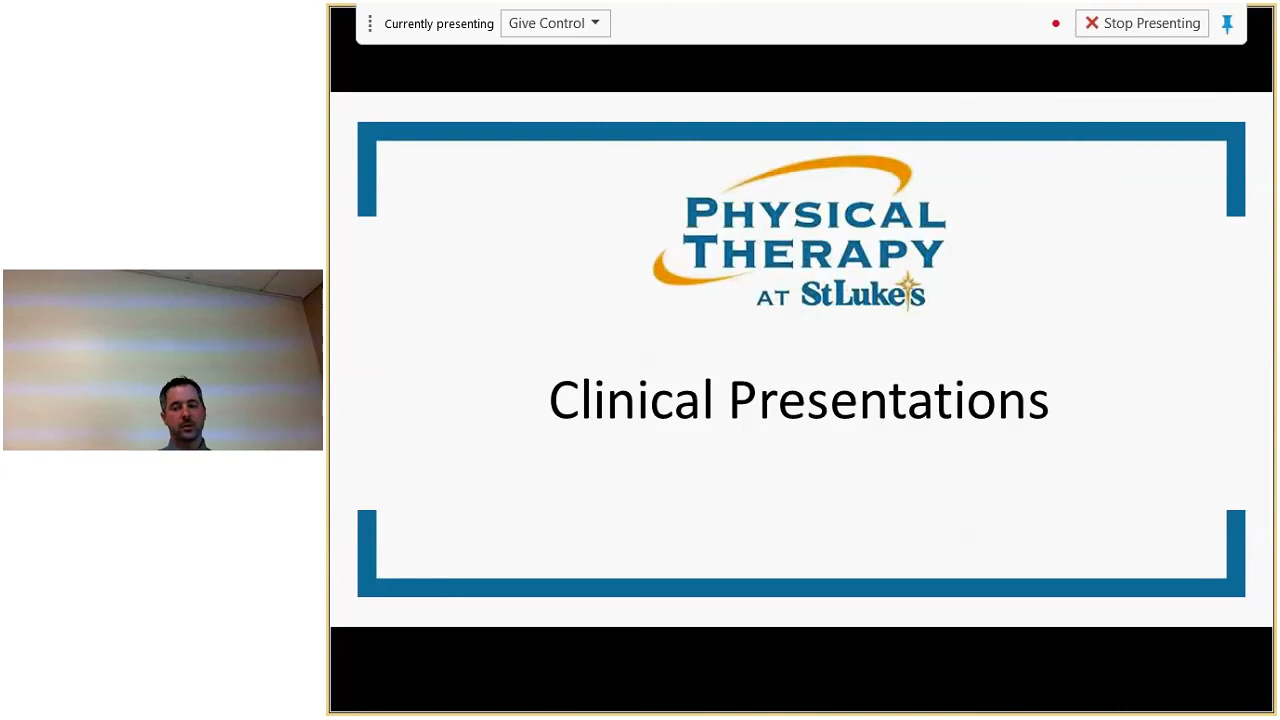 Currently presenting
Give Control
Stop Presenting
PHYSICAL
THERAPY
AT StLuke's
Clinical Presentations